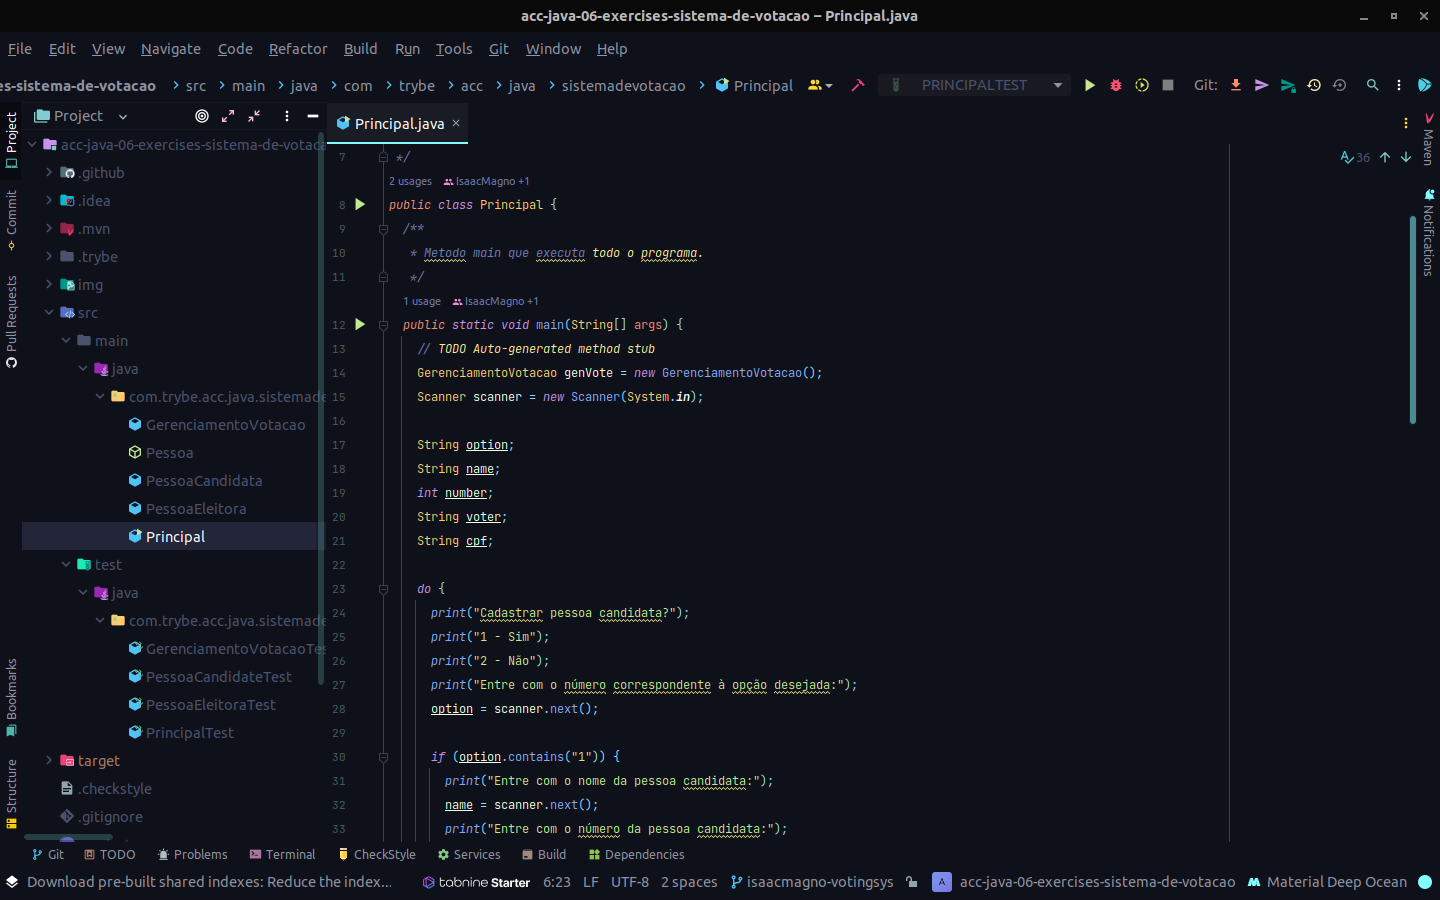 acc-java-06-exercises-sistema-de-votacao – Principal.java
File Edit View Navigate Code Refactor Build Run Tools Git Window Help
es-sistema-de-votacao src main java com trybe acc java sistemadevotacao Principal PRINCIPALTEST Git:
Project
Principal.java
Project
Commit
Pull Requests
Bookmarks
Structure
acc-java-06-exercises-sistema-de-votaca
.github
.idea
.mvn
.trybe
img
src
main
java
com.trybe.acc.java.sistemade
GerenciamentoVotacao
Pessoa
PessoaCandidata
PessoaEleitora
Principal
test
java
com.trybe.acc.java.sistemade
GerenciamentoVotacaoTes
PessoaCandidateTest
PessoaEleitoraTest
PrincipalTest
target
.checkstyle
.gitignore
7 */
2 usages IsaacMagno +1
8 public class Principal {
9 /**
10 * Metodo main que executa todo o programa.
11 */
1 usage IsaacMagno +1
12 public static void main(String[] args) {
13 // TODO Auto-generated method stub
14 GerenciamentoVotacao genVote = new GerenciamentoVotacao();
15 Scanner scanner = new Scanner(System.in);
16
17 String option;
18 String name;
19 int number;
20 String voter;
21 String cpf;
22
23 do {
24 print("Cadastrar pessoa candidata?");
25 print("1 - Sim");
26 print("2 - Não");
27 print("Entre com o número correspondente à opção desejada:");
28 option = scanner.next();
29
30 if (option.contains("1")) {
31 print("Entre com o nome da pessoa candidata:");
32 name = scanner.next();
33 print("Entre com o número da pessoa candidata:");
36
Maven
Notifications
Git TODO Problems Terminal CheckStyle Services Build Dependencies
Download pre-built shared indexes: Reduce the index... tabnine Starter 6:23 LF UTF-8 2 spaces isaacmagno-votingsys A acc-java-06-exercises-sistema-de-votacao Material Deep Ocean